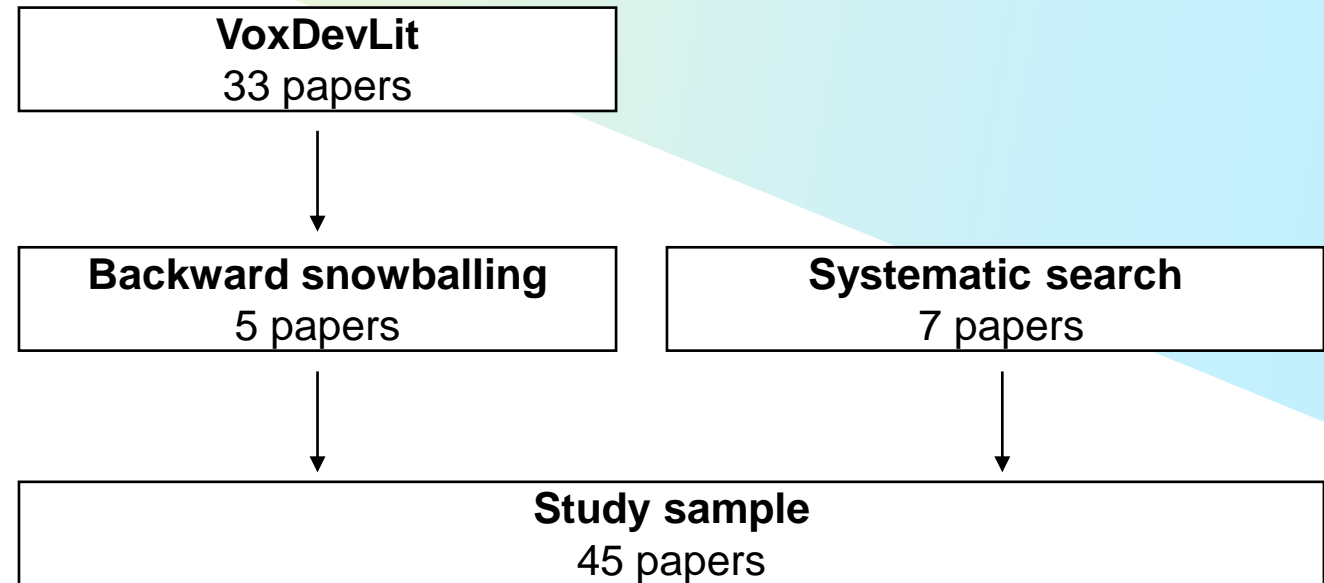 VoxDevLit
33 papers
Backward snowballing
5 papers
Systematic search
7 papers
Study sample
45 papers